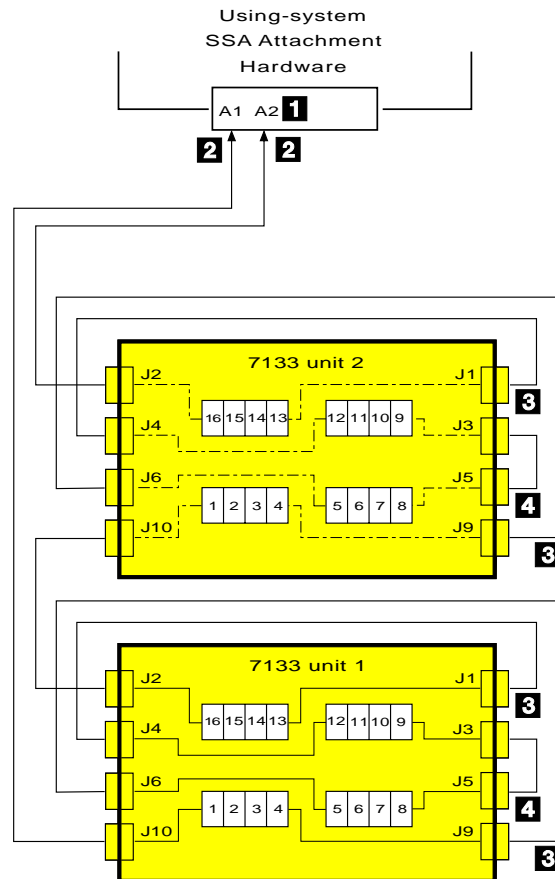 Using-system
SSA Attachment
Hardware
A1 A2 1
2 2
7133 unit 2
J2 J1
3
16 15 14 13 12 11 10 9
J4 J3
J6 J5
4
1 2 3 4 5 6 7 8
J10 J9
3
7133 unit 1
J2 J1
3
16 15 14 13 12 11 10 9
J4 J3
J6 J5
4
1 2 3 4 5 6 7 8
J10 J9
3